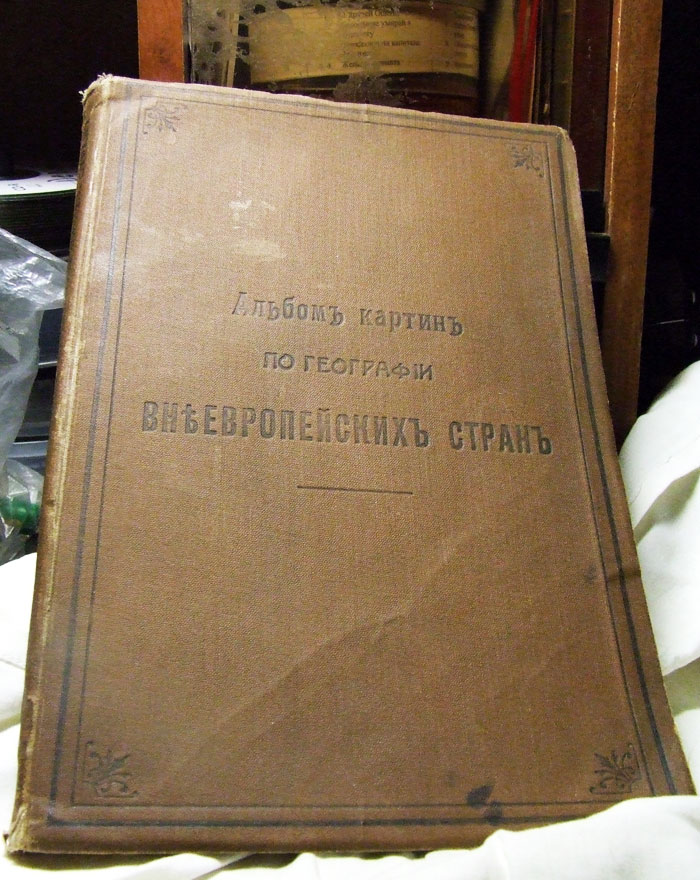 Альбомъ картинъ
ПО ГЕОГРАФІИ
ВНѢЕВРОПЕЙСКИХЪ СТРАНЪ